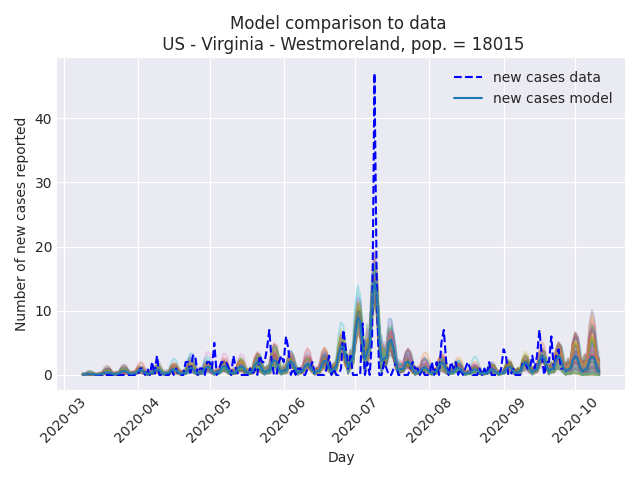 Model comparison to data
US - Virginia - Westmoreland, pop. = 18015
new cases data
new cases model
Number of new cases reported
40
30
20
10
0
2020-03
2020-04
2020-05
2020-06
2020-07
2020-08
2020-09
2020-10
Day